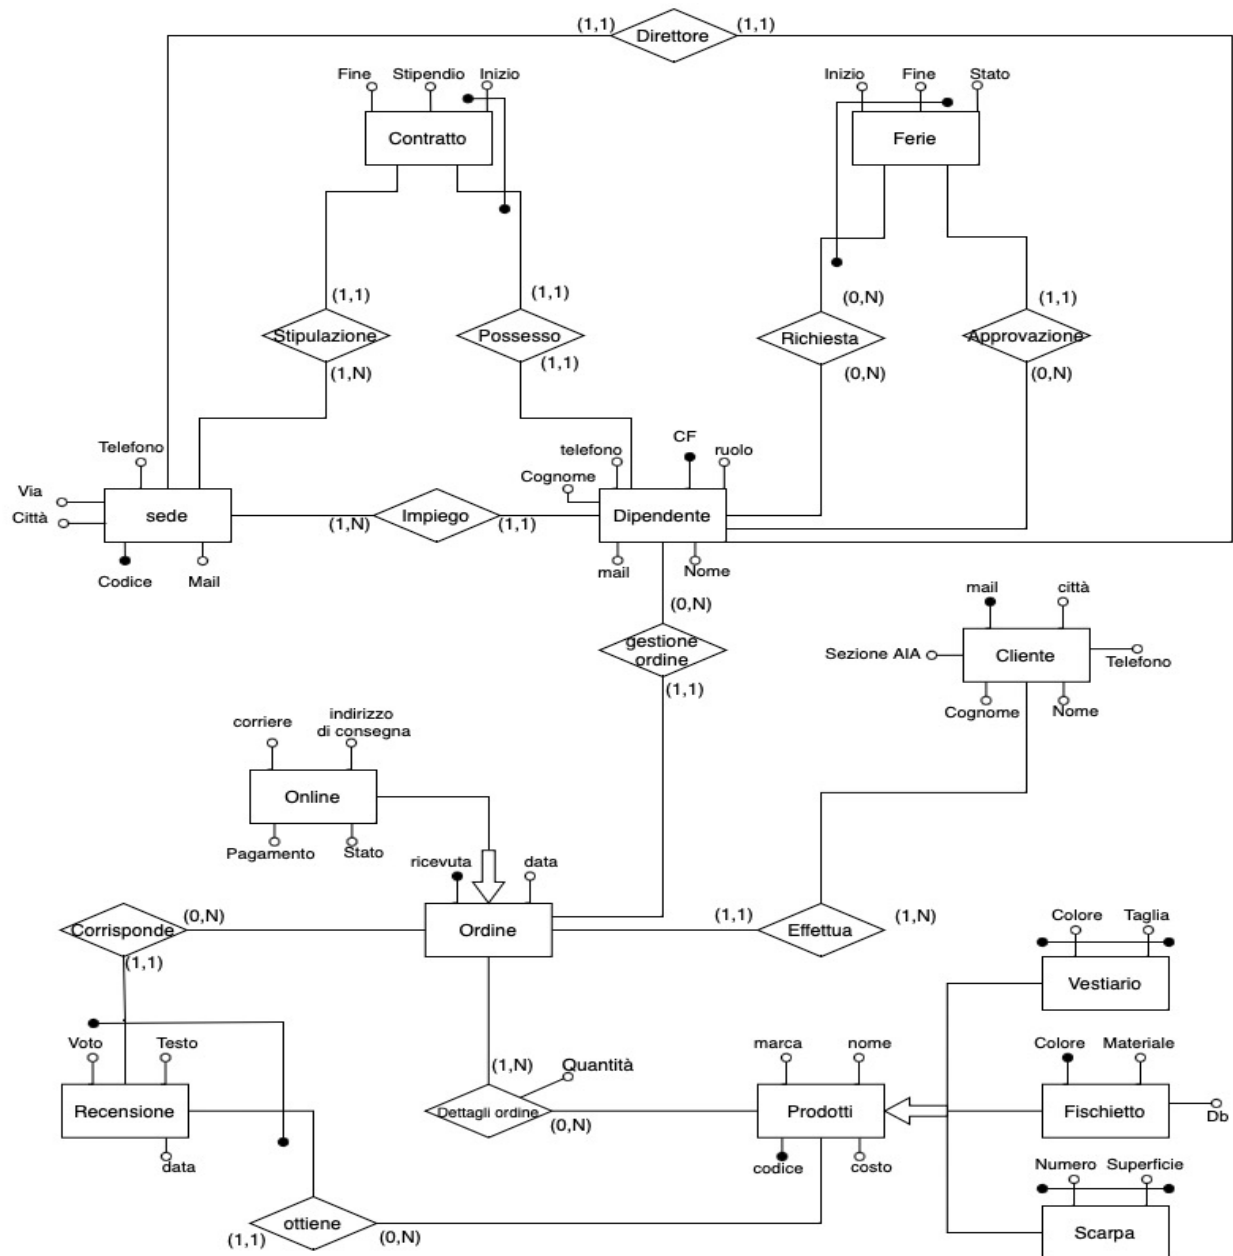 (1,1) Direttore (1,1)
Fine Stipendio Inizio
Contratto
Inizio Fine Stato
Ferie
(1,1)
Stipulazione
(1,N)
(1,1)
Possesso
(1,1)
(0,N)
Richiesta
(0,N)
(1,1)
Approvazione
(0,N)
Telefono
Via
Città
sede
Codice Mail
(1,N) Impiego (1,1)
telefono CF ruolo
Cognome
Dipendente
mail Nome
(0,N)
gestione
ordine
(1,1)
mail città
Sezione AIA Cliente Telefono
Cognome Nome
corriere indirizzo
di consegna
Online
Pagamento Stato
ricevuta data
Ordine
(0,N)
Corrisponde
(1,1)
(1,1) Effettua (1,N)
Colore Taglia
Vestiario
Voto Testo
Recensione
data
(1,N) Quantità
Dettagli ordine
(0,N)
marca nome
Prodotti
codice costo
Colore Materiale
Fischietto
Db
Numero Superficie
Scarpa
(1,1) ottiene (0,N)